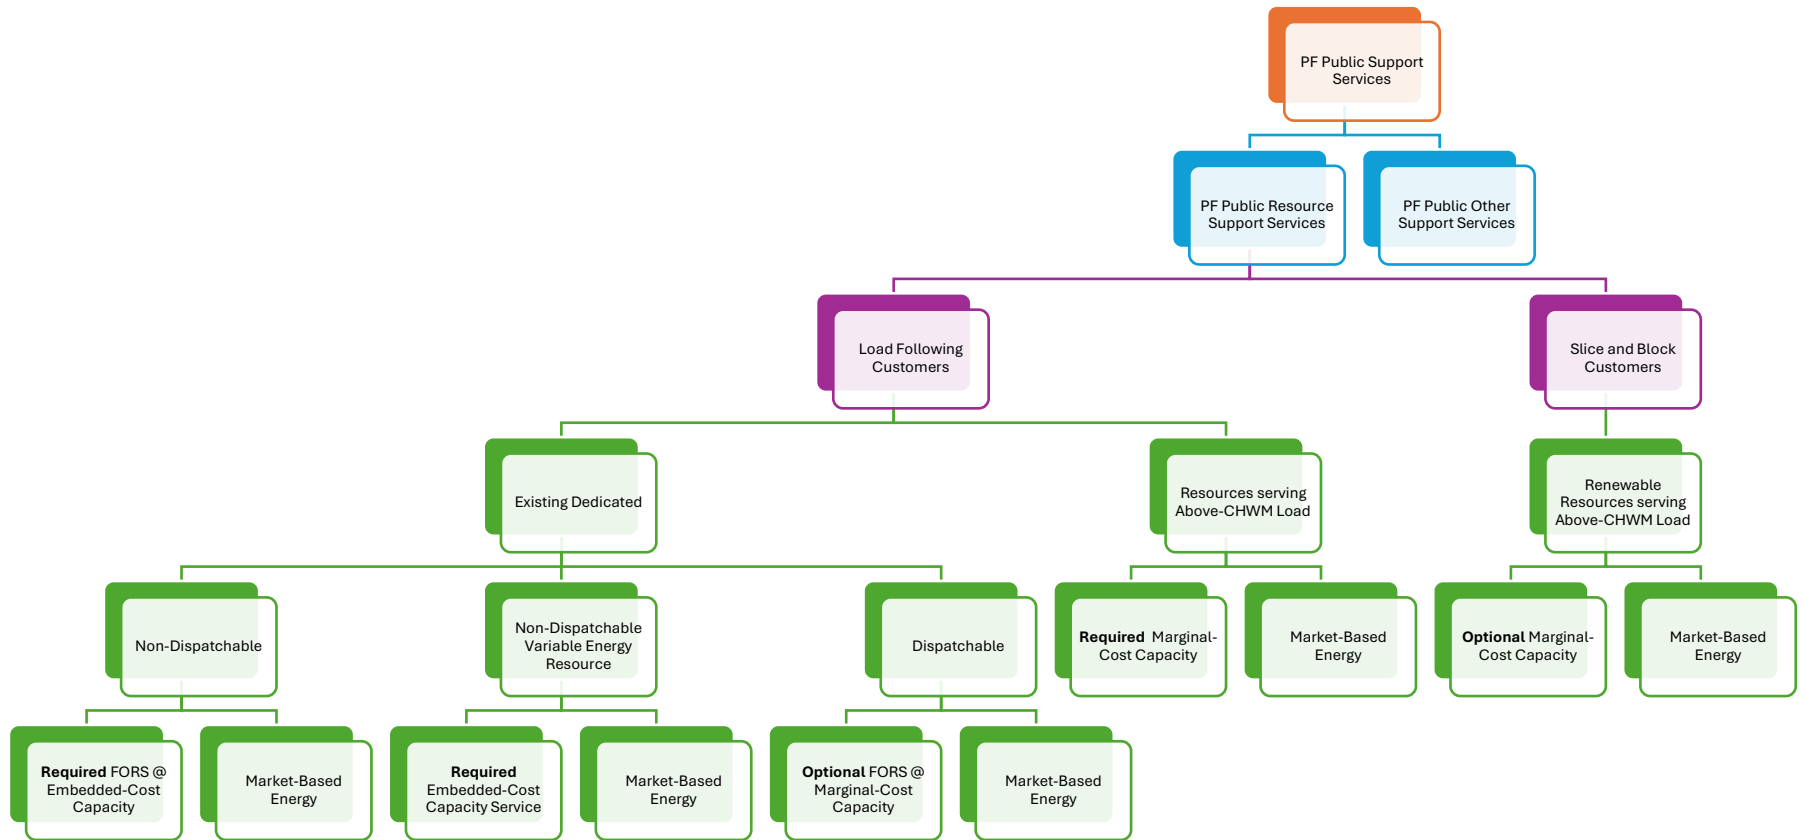 PF Public Support
Services
PF Public Resource
Support Services
PF Public Other
Support Services
Load Following
Customers
Slice and Block
Customers
Existing Dedicated
Resources serving
Above-CHWM Load
Renewable
Resources serving
Above-CHWM Load
Non-Dispatchable
Non-Dispatchable
Variable Energy
Resource
Dispatchable
Required Marginal-
Cost Capacity
Market-Based
Energy
Optional Marginal-
Cost Capacity
Market-Based
Energy
Required FORS @
Embedded-Cost
Capacity
Market-Based
Energy
Required
Embedded-Cost
Capacity Service
Market-Based
Energy
Optional FORS @
Marginal-Cost
Capacity
Market-Based
Energy